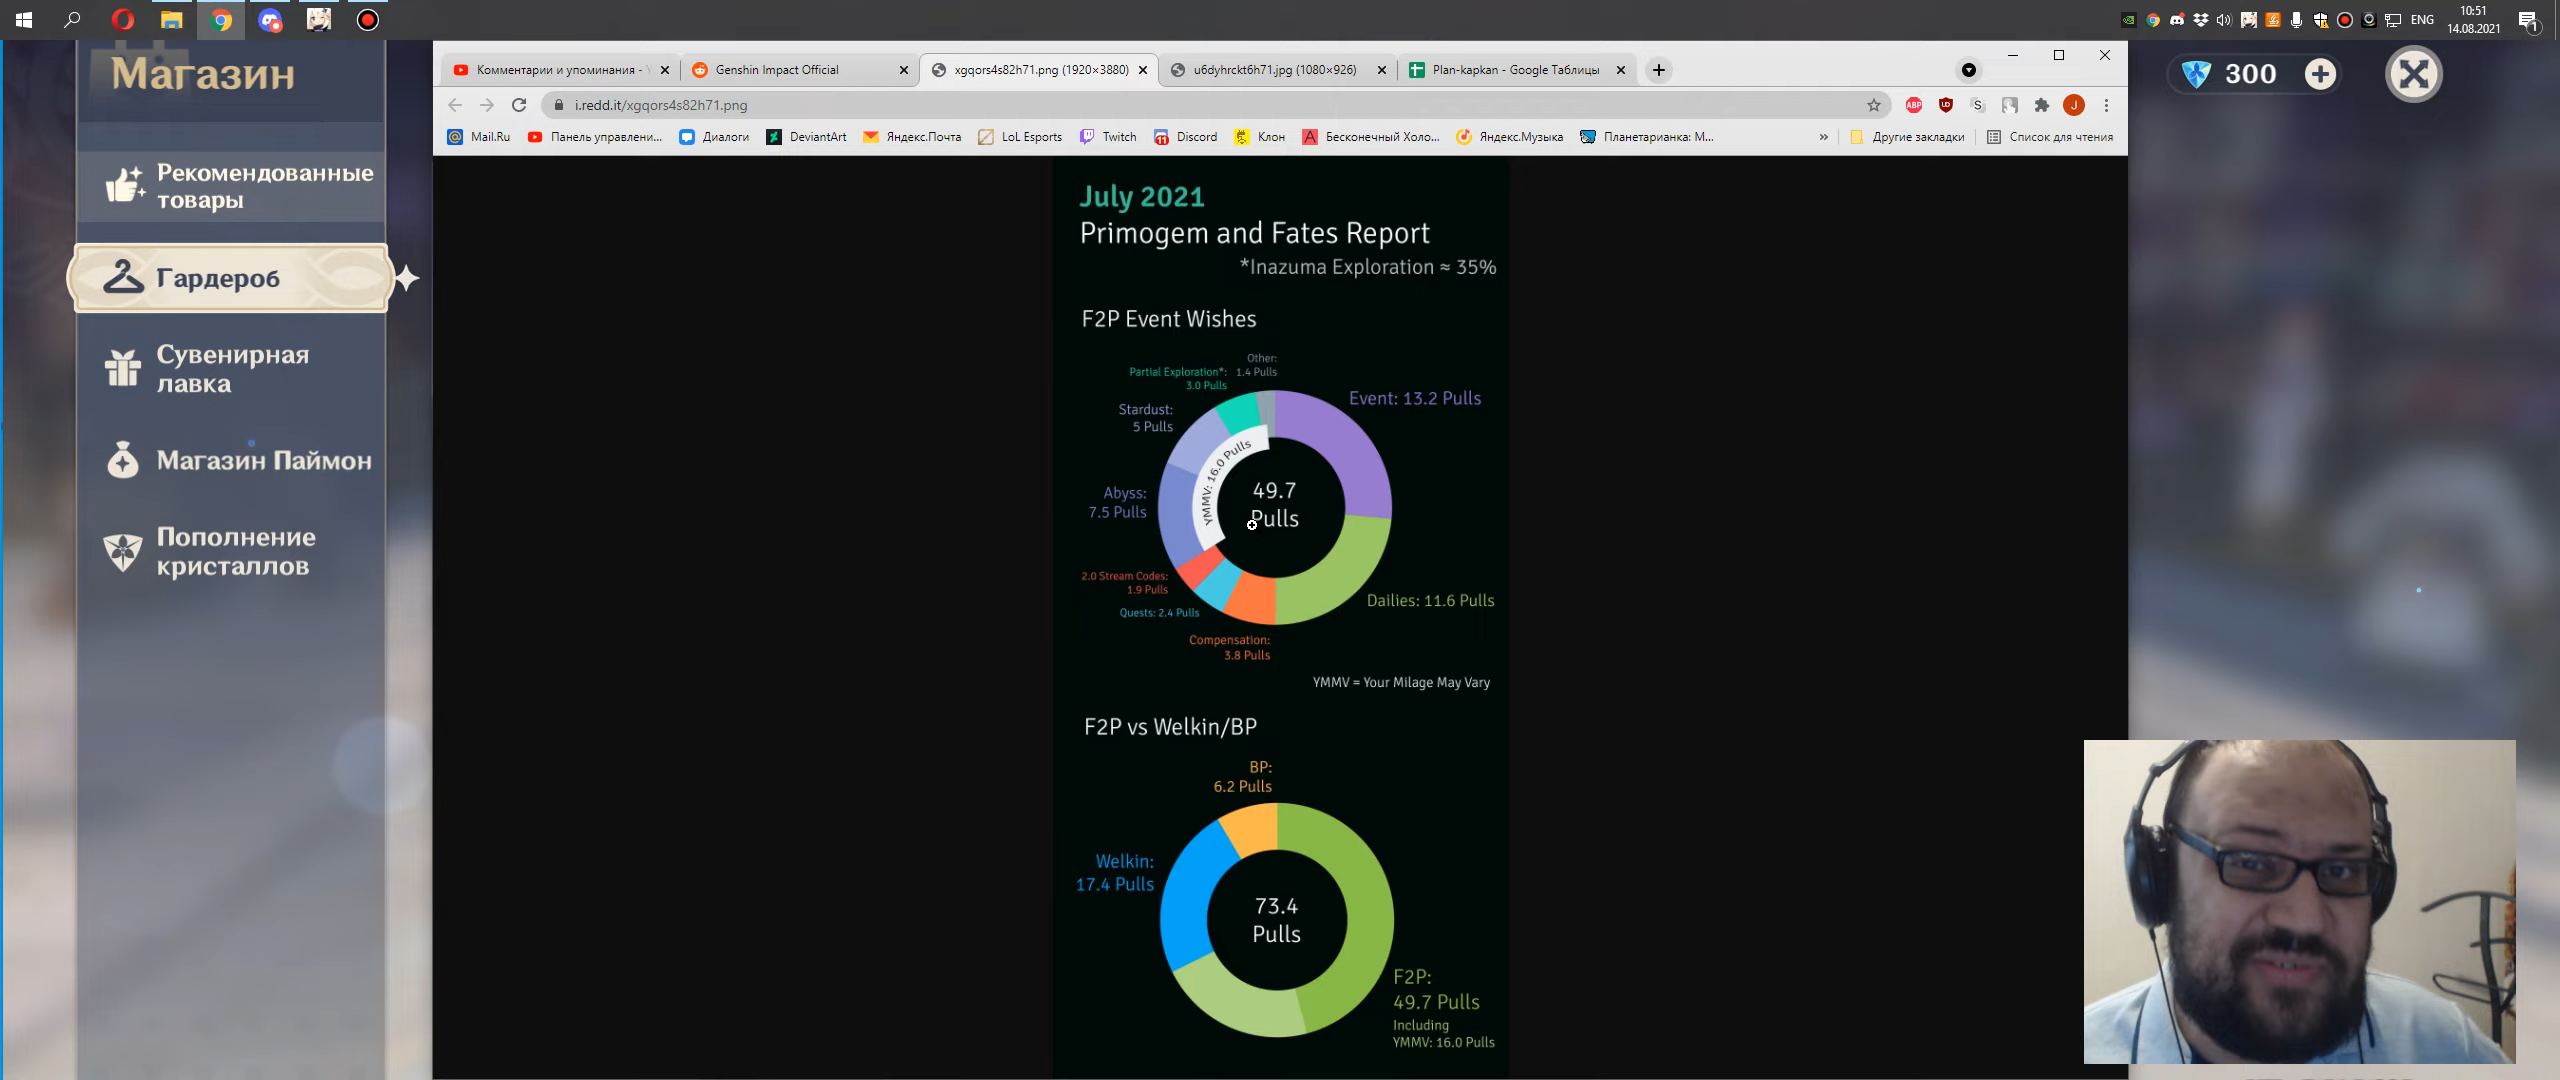 ENG
10:51
14.08.2021
Магазин
Комментарии и упоминания -
Genshin Impact Official
xgqors4s82h71.png (1920×3880)
u6dyhrckt6h71.jpg (1080×926)
Plan-kapkan - Google Таблицы
300
i.redd.it/xgqors4s82h71.png
Mail.Ru
Панель управлени...
Диалоги
DeviantArt
Яндекс.Почта
LoL Esports
Twitch
Discord
Клон
Бесконечный Холо...
Яндекс.Музыка
Планетарианка: М...
Другие закладки
Список для чтения
Рекомендованные
товары
Гардероб
Сувенирная
лавка
Магазин Паймон
Пополнение
кристаллов
July 2021
Primogem and Fates Report
*Inazuma Exploration ≈ 35%
F2P Event Wishes
Other:
1.4 Pulls
Partial Exploration*:
3.0 Pulls
Event: 13.2 Pulls
Stardust:
5 Pulls
YMMV: 16.0 Pulls
49.7
Pulls
Abyss:
7.5 Pulls
2.0 Stream Codes:
1.9 Pulls
Dailies: 11.6 Pulls
Quests: 2.4 Pulls
Compensation:
3.8 Pulls
YMMV = Your Milage May Vary
F2P vs Welkin/BP
BP:
6.2 Pulls
Welkin:
17.4 Pulls
73.4
Pulls
F2P:
49.7 Pulls
Including
YMMV: 16.0 Pulls